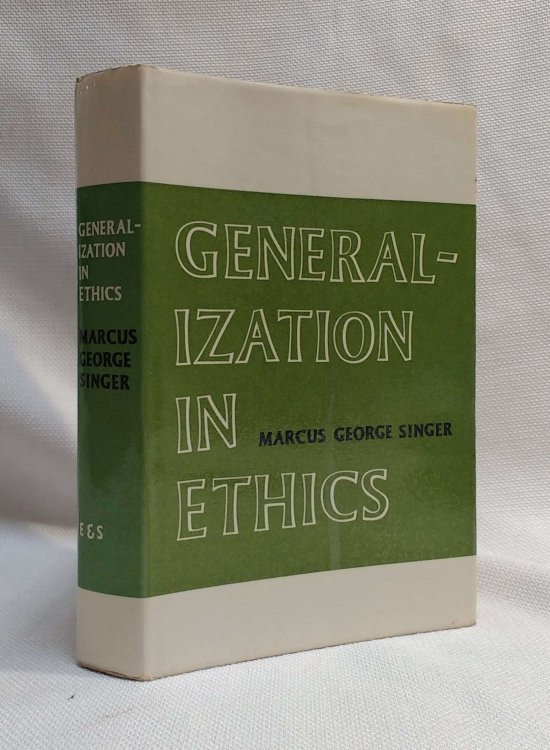 GENERAL-
IZATION
IN
ETHICS
MARCUS
GEORGE
SINGER
E & S
GENERAL-
IZATION
IN
MARCUS GEORGE SINGER
ETHICS